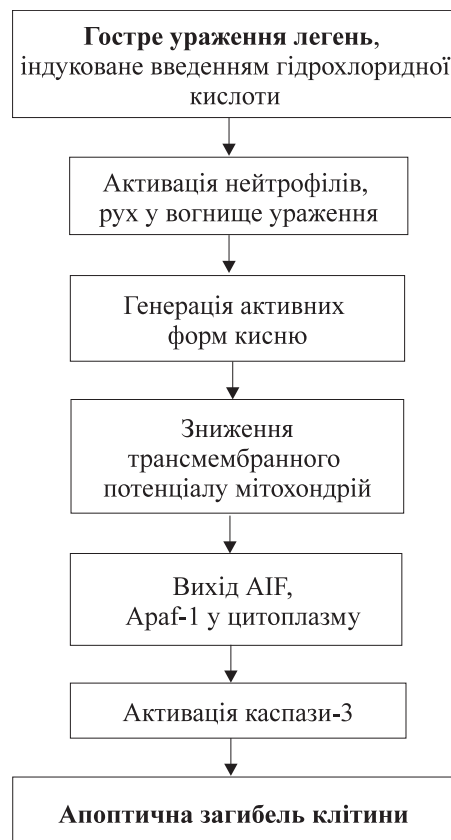 Гостре ураження легень,
індуковане введенням гідрохлоридної
кислоти
Активація нейтрофілів,
рух у вогнище ураження
Генерація активних
форм кисню
Зниження
трансмембранного
потенціалу мітохондрій
Вихід AIF,
Apaf-1 у цитоплазму
Активація каспази-3
Апоптична загибель клітини